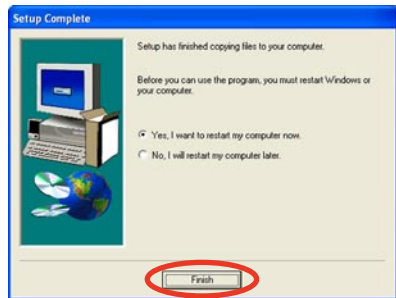 Setup Complete
Setup has finished copying files to your computer.
Before you can use the program, you must restart Windows or
your computer.
Yes, I want to restart my computer now.
No, I will restart my computer later.
Finish